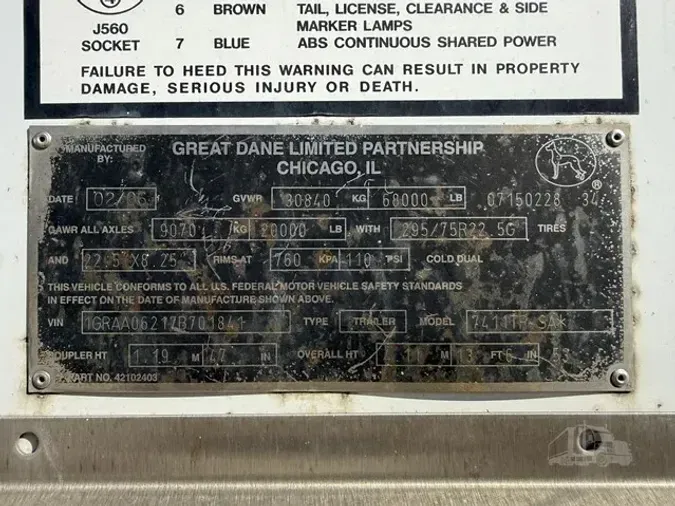 6 BROWN TAIL, LICENSE, CLEARANCE & SIDE
MARKER LAMPS
J560
SOCKET 7 BLUE ABS CONTINUOUS SHARED POWER
FAILURE TO HEED THIS WARNING CAN RESULT IN PROPERTY
DAMAGE, SERIOUS INJURY OR DEATH.
MANUFACTURED
BY:
GREAT DANE LIMITED PARTNERSHIP
CHICAGO, IL
®
DATE 02/06 GVWR 30840 KG 68000 LB 07150228 34
GAWR ALL AXLES 9070 KG 20000 LB WITH 295/75R22.5G TIRES
AND 22.5 X8.25 RIMS AT 760 KPA 110 PSI COLD DUAL
THIS VEHICLE CONFORMS TO ALL U.S. FEDERAL MOTOR VEHICLE SAFETY STANDARDS
IN EFFECT ON THE DATE OF MANUFACTURE SHOWN ABOVE.
VIN 1GRAA06217B701841 TYPE TRAILER MODEL
COUPLER HT 1.19 M 47 IN OVERALL HT M 13 FT 6 IN 53
PART NO. 42102403